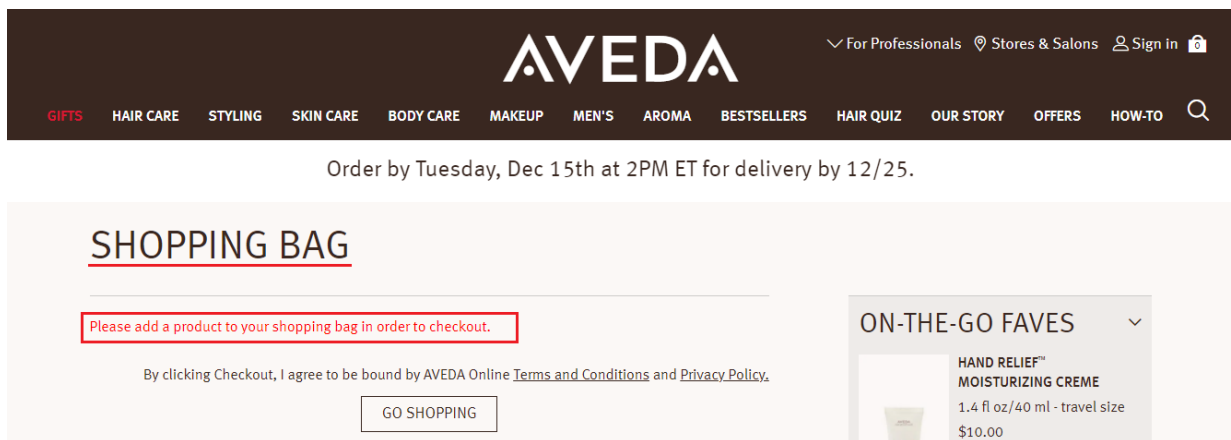 AVEDA
For Professionals Stores & Salons Sign in 0
GIFTS HAIR CARE STYLING SKIN CARE BODY CARE MAKEUP MEN'S AROMA BESTSELLERS HAIR QUIZ OUR STORY OFFERS HOW-TO
Order by Tuesday, Dec 15th at 2PM ET for delivery by 12/25.
SHOPPING BAG
Please add a product to your shopping bag in order to checkout.
By clicking Checkout, I agree to be bound by AVEDA Online Terms and Conditions and Privacy Policy.
GO SHOPPING
ON-THE-GO FAVES
HAND RELIEF™
MOISTURIZING CREME
1.4 fl oz/40 ml - travel size
$10.00